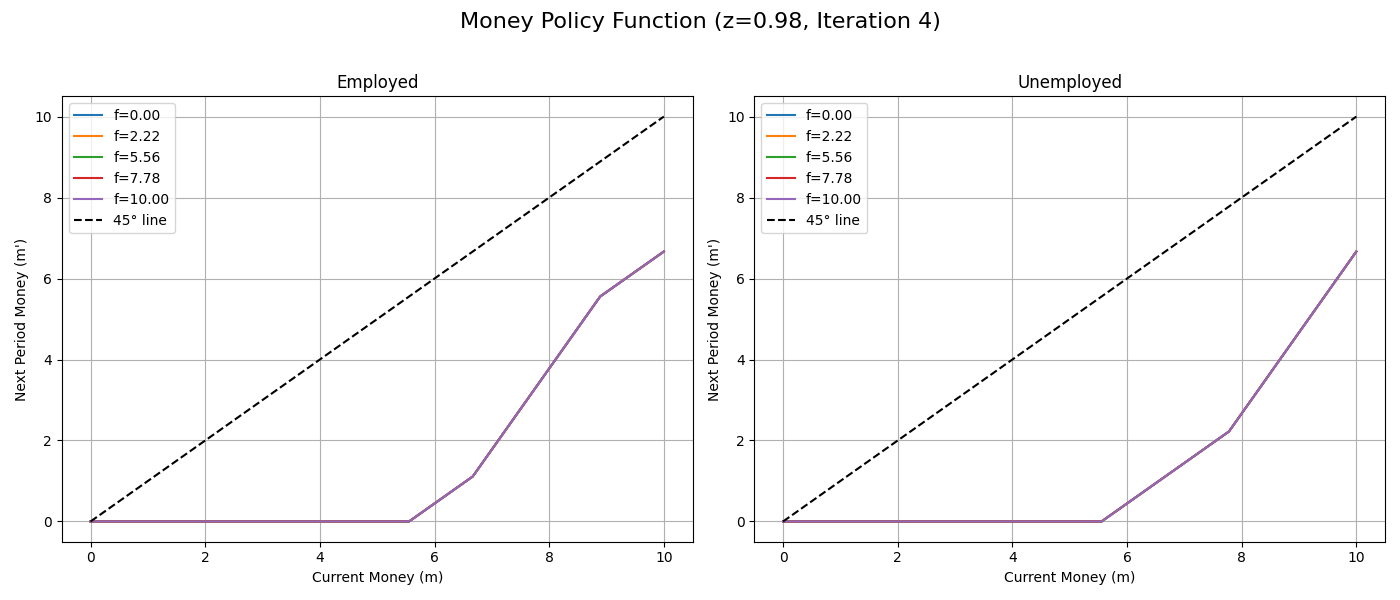 Money Policy Function (z=0.98, Iteration 4)
Employed
f=0.00
f=2.22
f=5.56
f=7.78
f=10.00
45° line
10
8
6
4
2
0
Next Period Money (m')
0 2 4 6 8 10
Current Money (m)
Unemployed
f=0.00
f=2.22
f=5.56
f=7.78
f=10.00
45° line
10
8
6
4
2
0
Next Period Money (m')
0 2 4 6 8 10
Current Money (m)